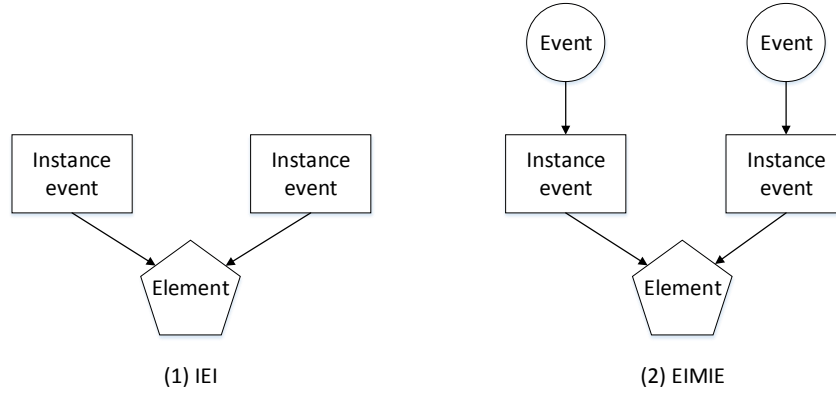 Event
Event
Instance
event
Instance
event
Instance
event
Instance
event
Element
Element
(1) IEI
(2) EIMIE